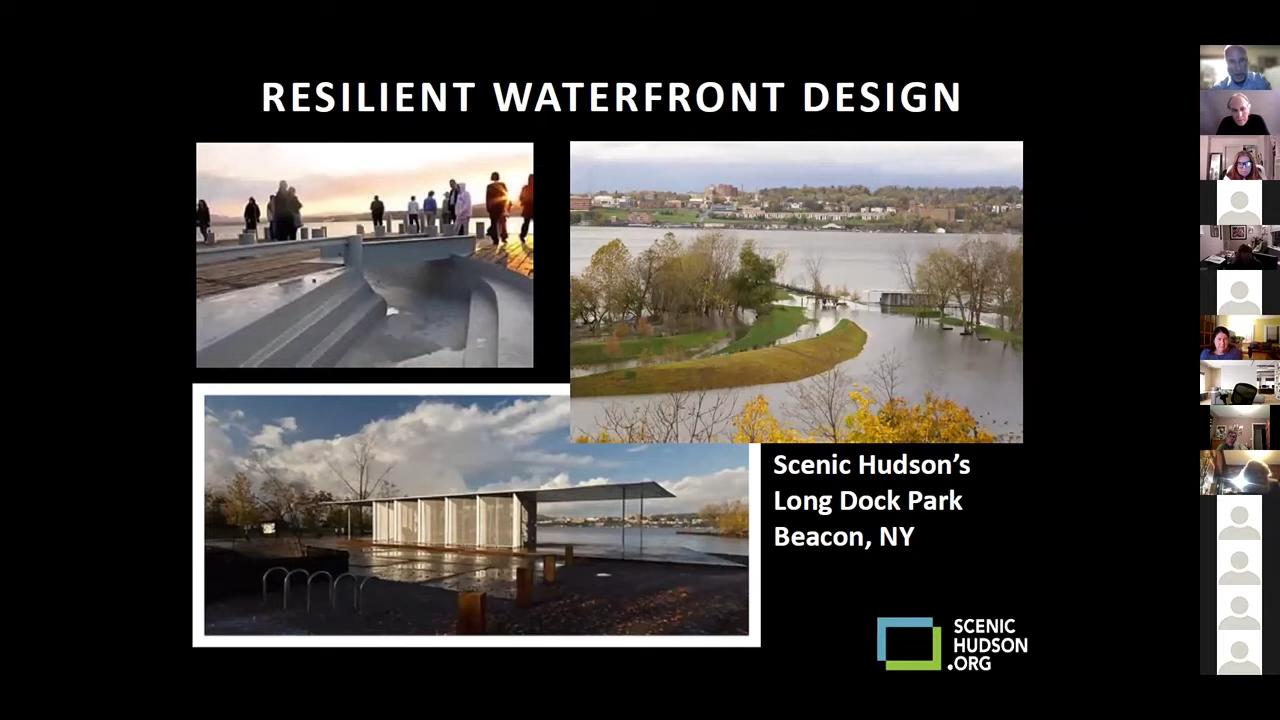 RESILIENT WATERFRONT DESIGN
Scenic Hudson's
Long Dock Park
Beacon, NY
SCENIC
HUDSON
.ORG